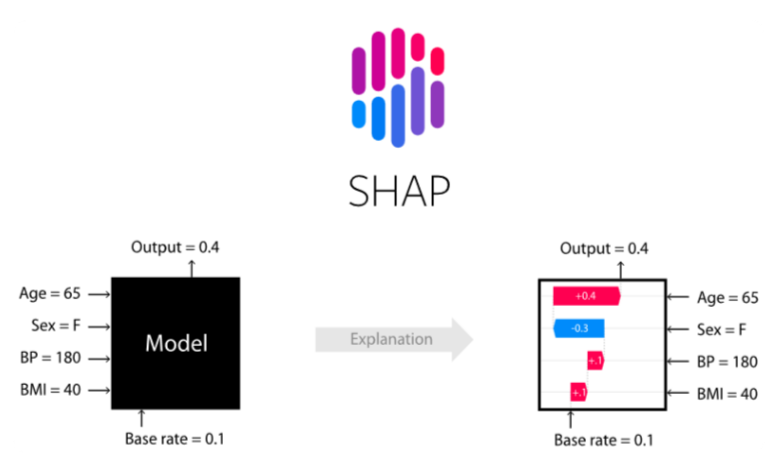 SHAP
Output = 0.4
Age = 65
Sex = F
BP = 180
BMI = 40
Model
Base rate = 0.1
Explanation
Output = 0.4
+0.4
-0.3
+.1
+.1
Age = 65
Sex = F
BP = 180
BMI = 40
Base rate = 0.1